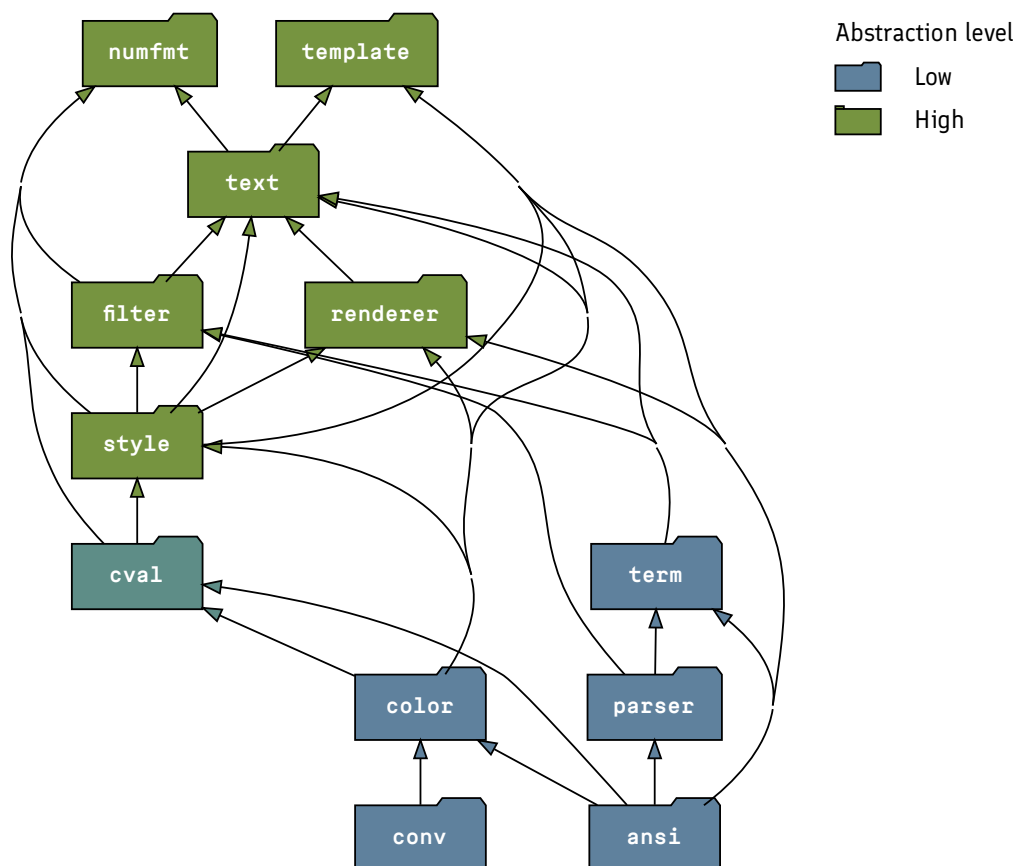 numfmt
template
Abstraction level
Low
High
text
filter
renderer
style
cval
term
color
parser
conv
ansi